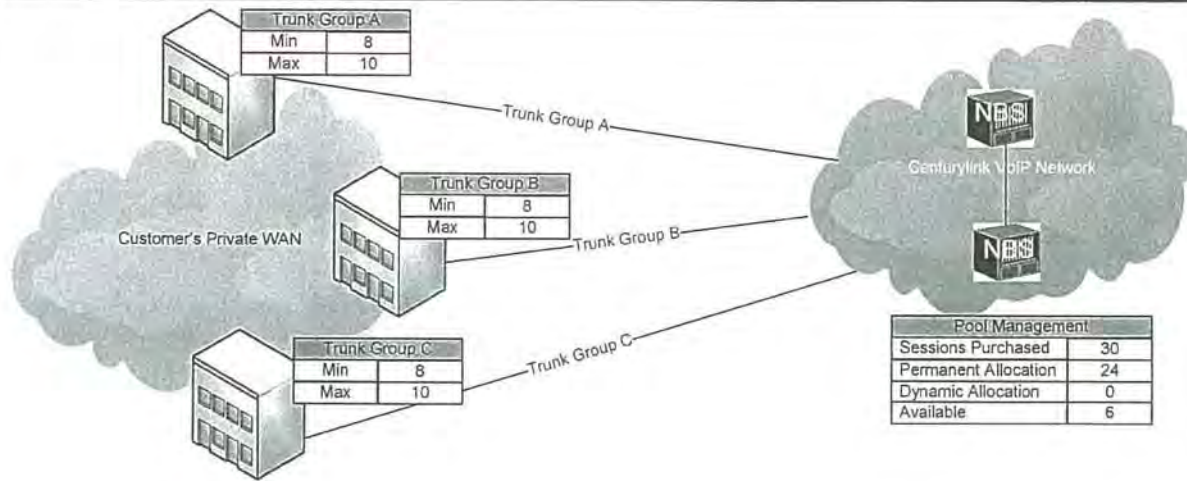 Trunk Group A
Min 8
Max 10
Trunk Group A
NBS
Centurylink VoIP Network
Trunk Group B
Min 8
Max 10
Customer's Private WAN
Trunk Group B
NBS
Trunk Group C
Min 8
Max 10
Trunk Group C
Pool Management
Sessions Purchased 30
Permanent Allocation 24
Dynamic Allocation 0
Available 6